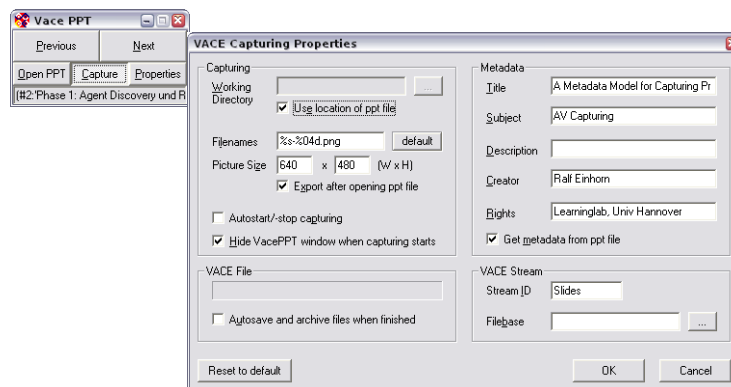 Vace PPT
Previous Next
Open PPT Capture Properties
(#2:'Phase 1: Agent Discovery und R
VACE Capturing Properties
Capturing
Working Directory ...
Use location of ppt file
Filenames %s-%04d.png default
Picture Size 640 x 480 (W x H)
Export after opening ppt file
Autostart/-stop capturing
Hide VacePPT window when capturing starts
Metadata
Title A Metadata Model for Capturing Pr
Subject AV Capturing
Description
Creator Ralf Einhorn
Rights Learninglab, Univ Hannover
Get metadata from ppt file
VACE File
Autosave and archive files when finished
VACE Stream
Stream ID Slides
Filebase ...
Reset to default OK Cancel